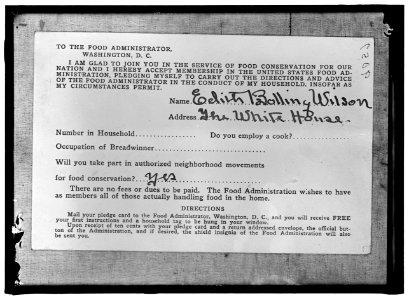 TO THE FOOD ADMINISTRATOR,
WASHINGTON, D. C.
I AM GLAD TO JOIN YOU IN THE SERVICE OF FOOD CONSERVATION FOR OUR
NATION AND I HEREBY ACCEPT MEMBERSHIP IN THE UNITED STATES FOOD AD-
MINISTRATION, PLEDGING MYSELF TO CARRY OUT THE DIRECTIONS AND ADVICE
OF THE FOOD ADMINISTRATOR IN THE CONDUCT OF MY HOUSEHOLD, INSOFAR AS
MY CIRCUMSTANCES PERMIT.
Name. Edith Bolling Wilson
Address The White House.
Number in Household................ Do you employ a cook?................
Occupation of Breadwinner................
Will you take part in authorized neighborhood movements
for food conservation? Yes
There are no fees or dues to be paid. The Food Administration wishes to have
as members all of those actually handling food in the home.
DIRECTIONS
Mail your pledge card to the Food Administrator, Washington, D. C., and you will receive FREE
your first instructions and a household tag to be hung in your window.
Upon receipt of ten cents with your pledge card and a return addressed envelope, the official but-
ton of the Administration, and if desired, the shield insignia of the Administration will also
be sent you.